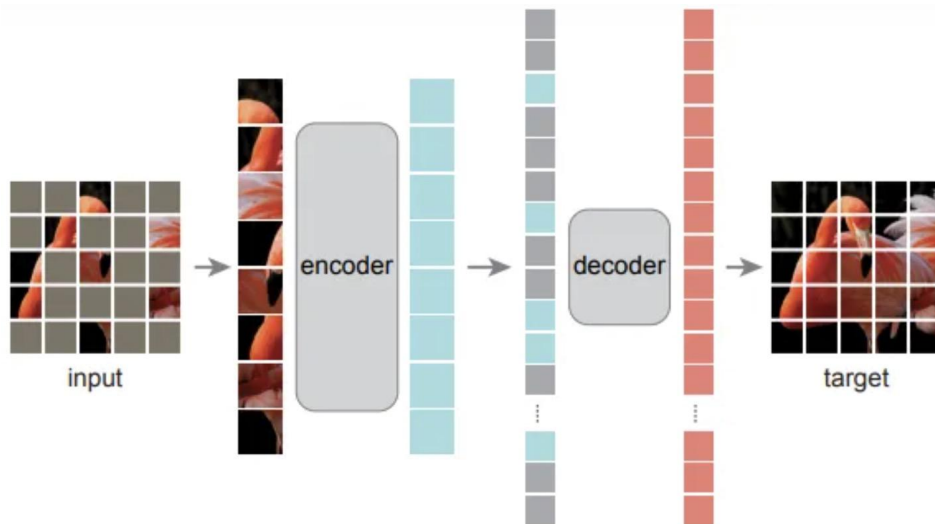 encoder
decoder
input
target